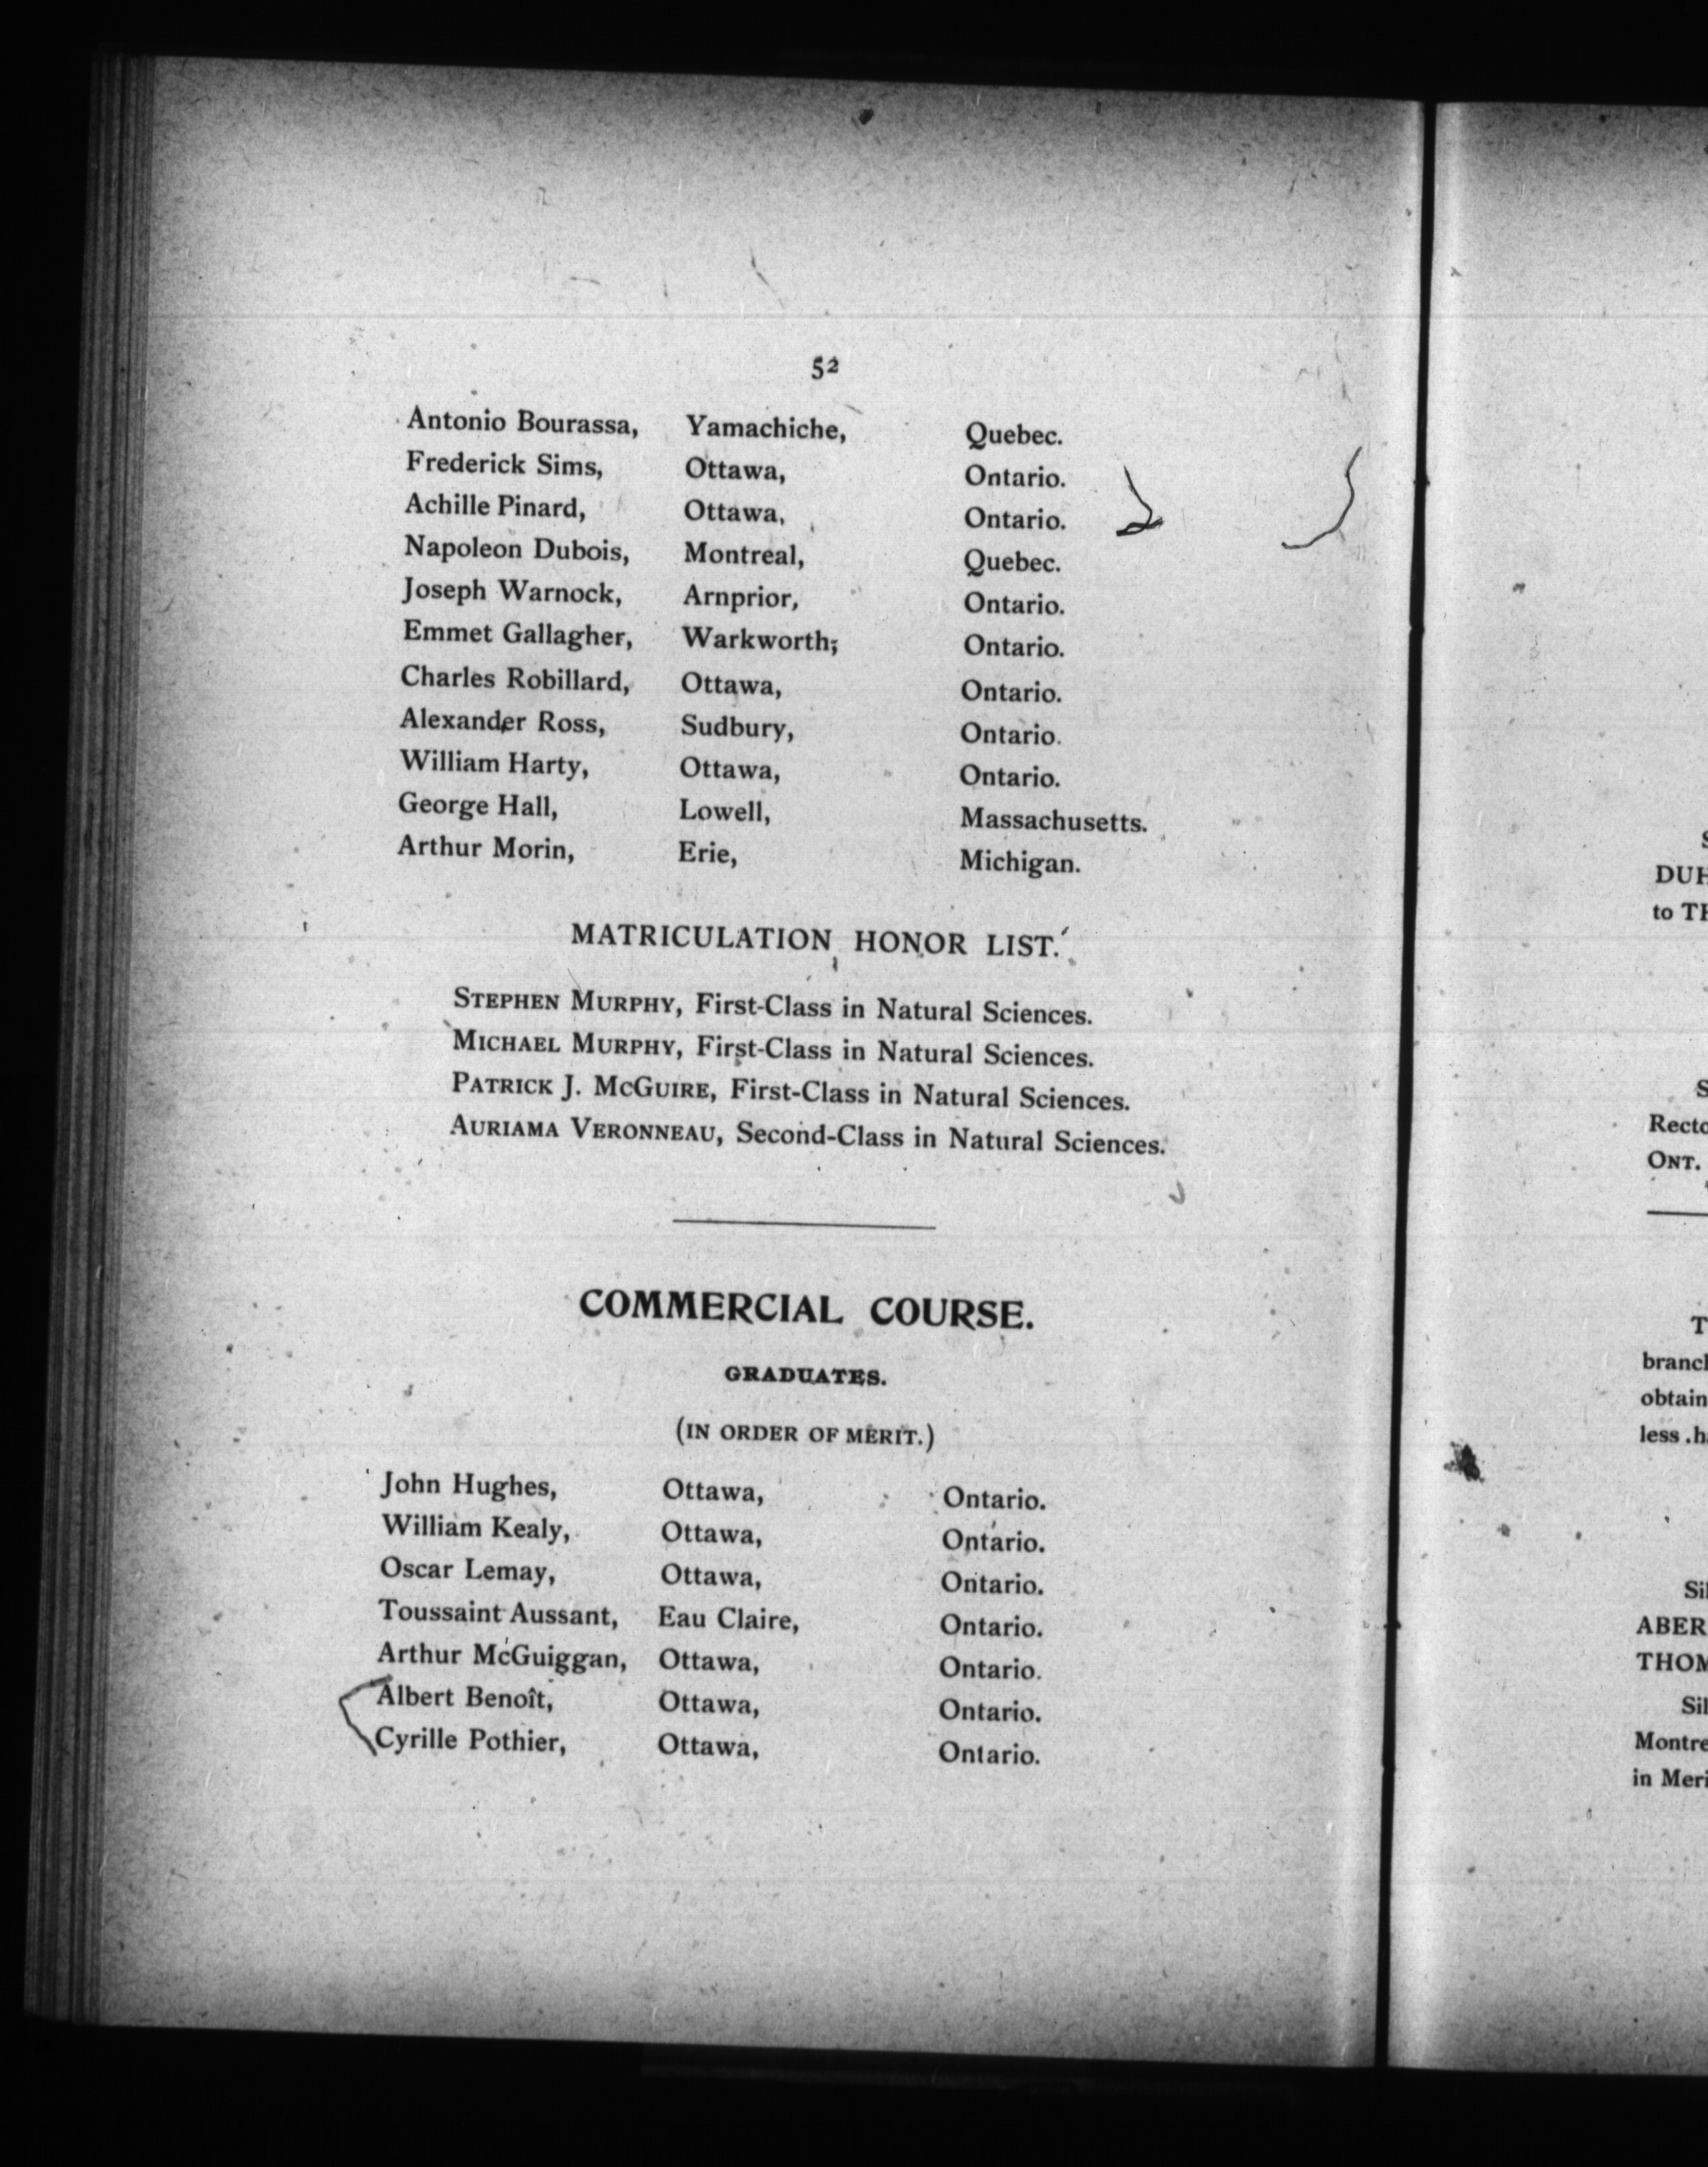 52
Antonio Bourassa, Yamachiche, Quebec.
Frederick Sims, Ottawa, Ontario.
Achille Pinard, Ottawa, Ontario.
Napoleon Dubois, Montreal, Quebec.
Joseph Warnock, Arnprior, Ontario.
Emmet Gallagher, Warkworth, Ontario.
Charles Robillard, Ottawa, Ontario.
Alexander Ross, Sudbury, Ontario.
William Harty, Ottawa, Ontario.
George Hall, Lowell, Massachusetts.
Arthur Morin, Erie, Michigan.
MATRICULATION HONOR LIST.
STEPHEN MURPHY, First-Class in Natural Sciences.
MICHAEL MURPHY, First-Class in Natural Sciences.
PATRICK J. MCGUIRE, First-Class in Natural Sciences.
AURIAMA VERONNEAU, Second-Class in Natural Sciences.
COMMERCIAL COURSE.
GRADUATES.
(IN ORDER OF MERIT.)
John Hughes, Ottawa, Ontario.
William Kealy, Ottawa, Ontario.
Oscar Lemay, Ottawa, Ontario.
Toussaint Aussant, Eau Claire, Ontario.
Arthur McGuiggan, Ottawa, Ontario.
Albert Benoît, Ottawa, Ontario.
Cyrille Pothier, Ottawa, Ontario.
DUH
to TH
S
Recto
ONT.
T
branch
obtain
less h
Sil
ABER
THOM
Sil
Montre
in Meri